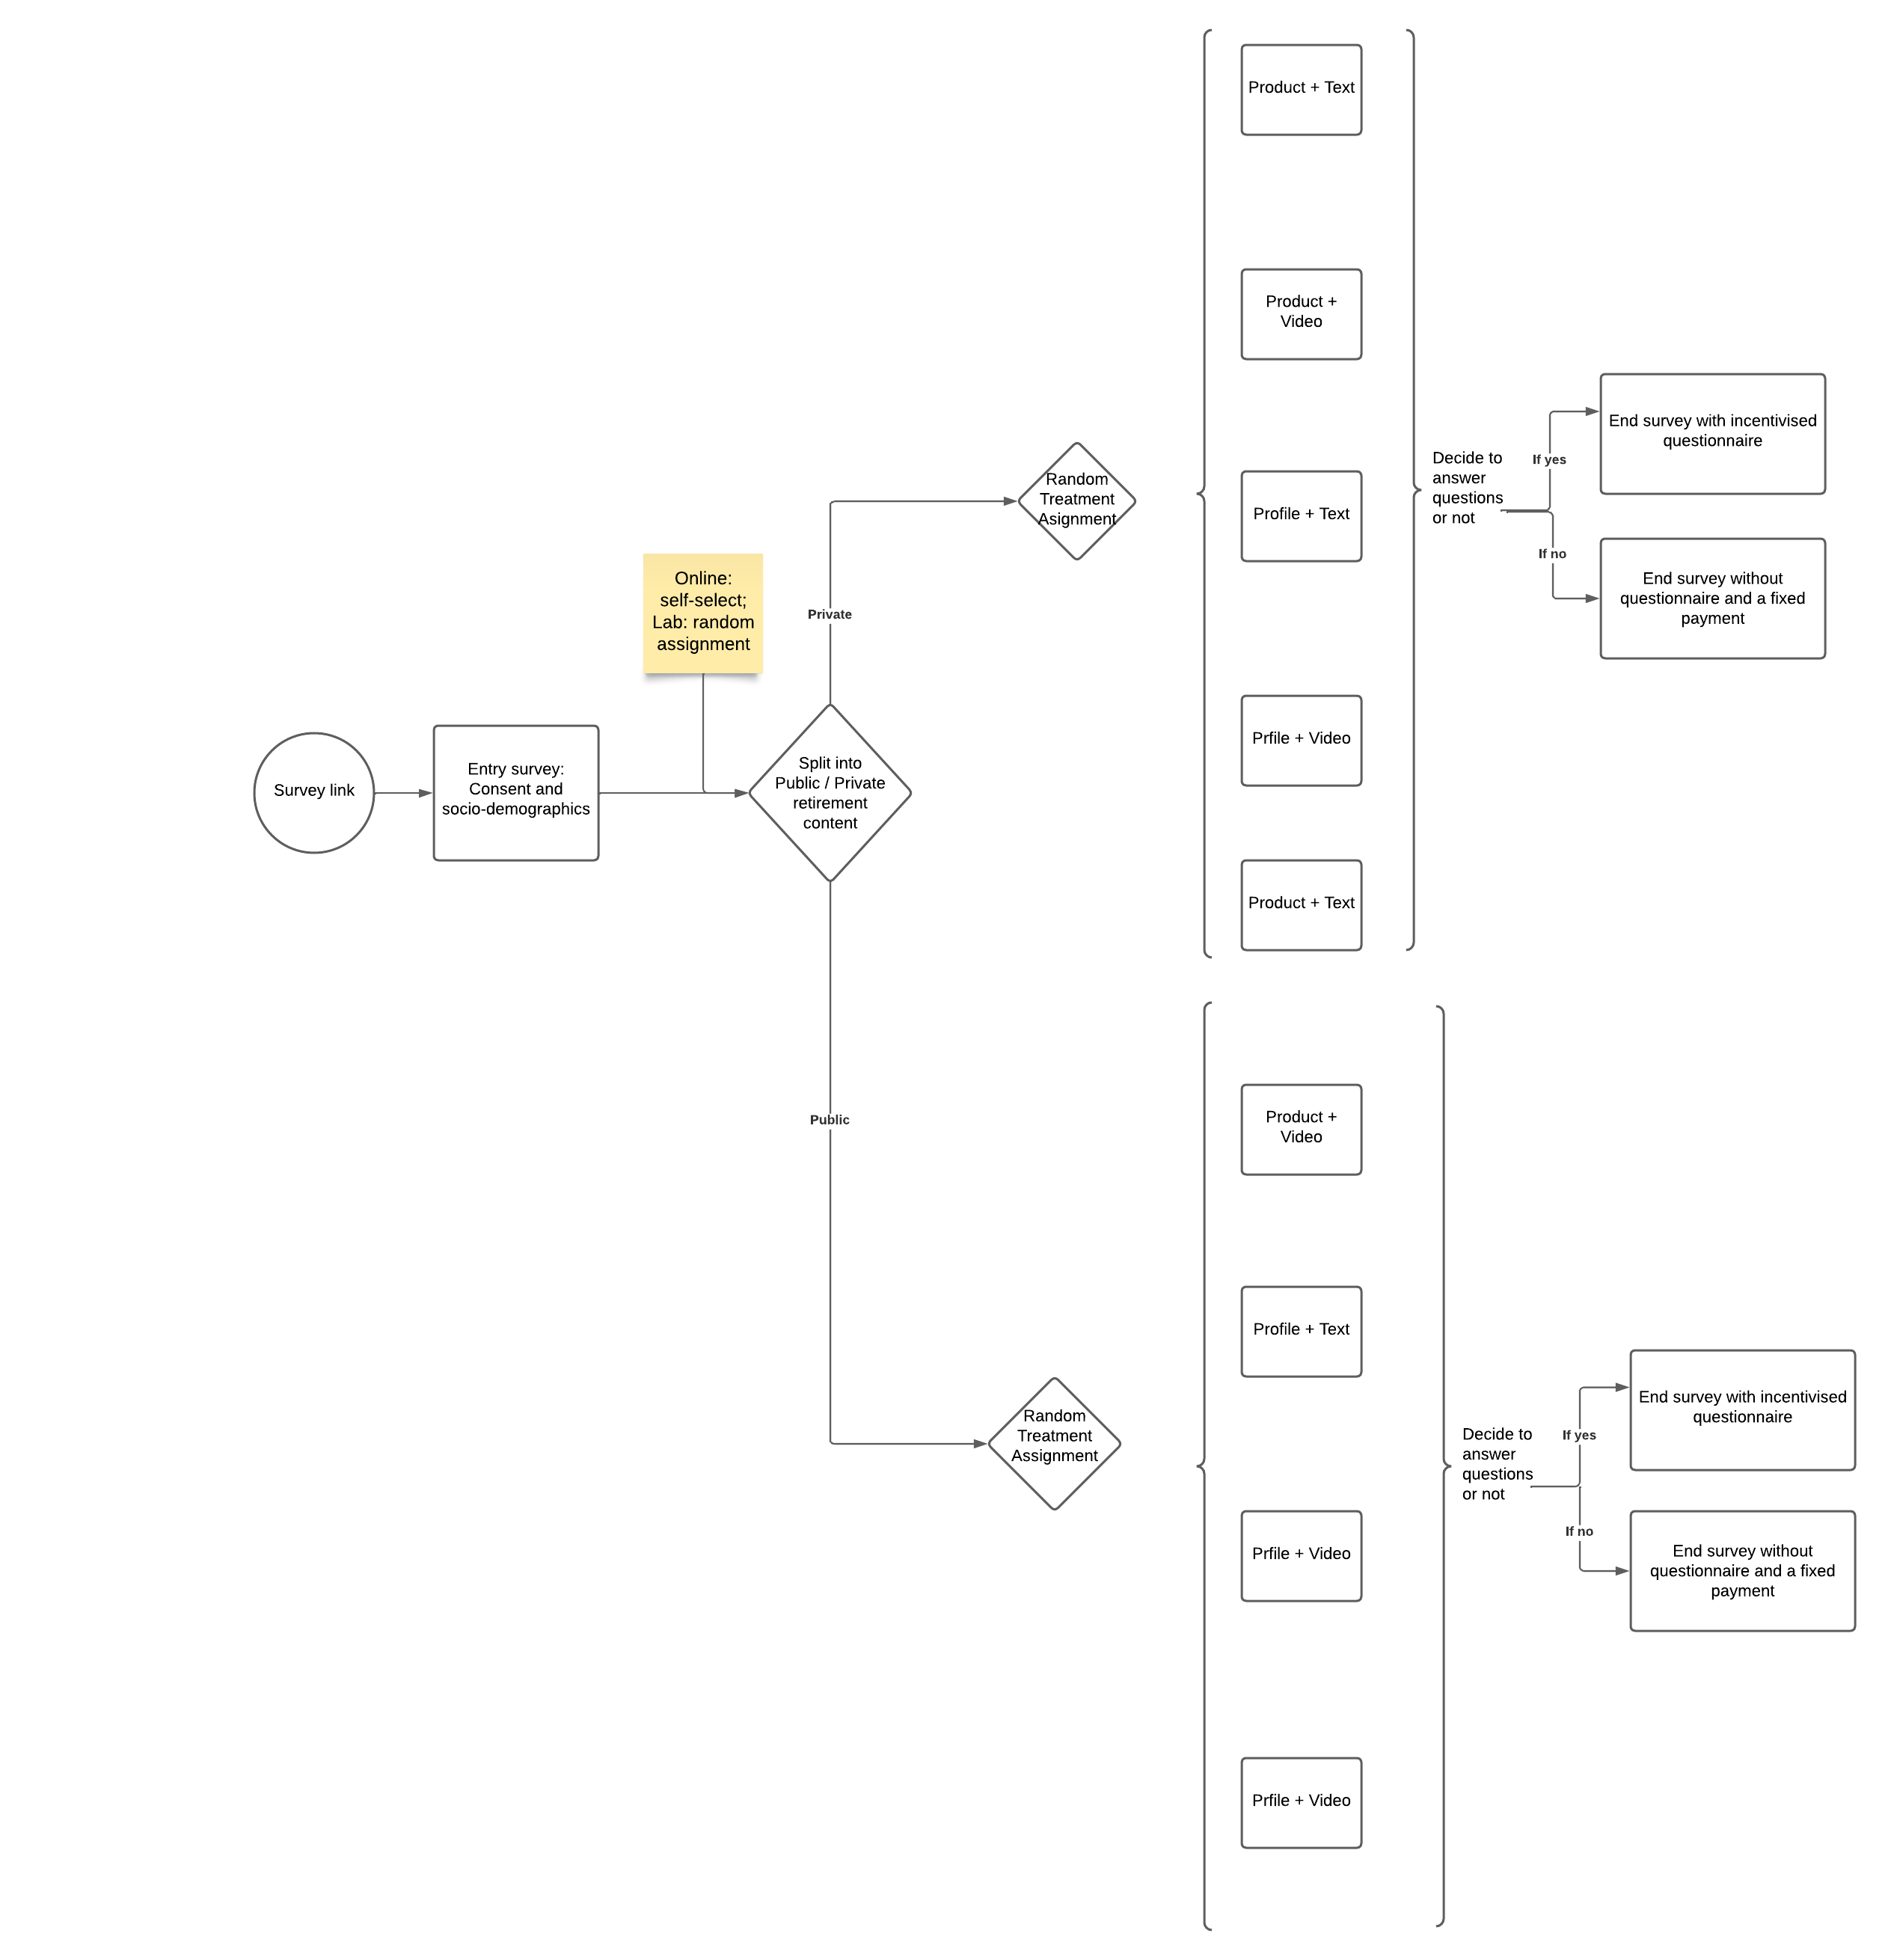 Survey link
Entry survey:
Consent and
socio-demographics
Online:
self-select;
Lab: random
assignment
Split into
Public / Private
retirement
content
Private
Random
Treatment
Asignment
Product + Text
Product +
Video
Profile + Text
Prfile + Video
Product + Text
Decide to
answer
questions
or not
If yes
End survey with incentivised
questionnaire
If no
End survey without
questionnaire and a fixed
payment
Public
Random
Treatment
Assignment
Product +
Video
Profile + Text
Prfile + Video
Prfile + Video
Decide to
answer
questions
or not
If yes
End survey with incentivised
questionnaire
If no
End survey without
questionnaire and a fixed
payment